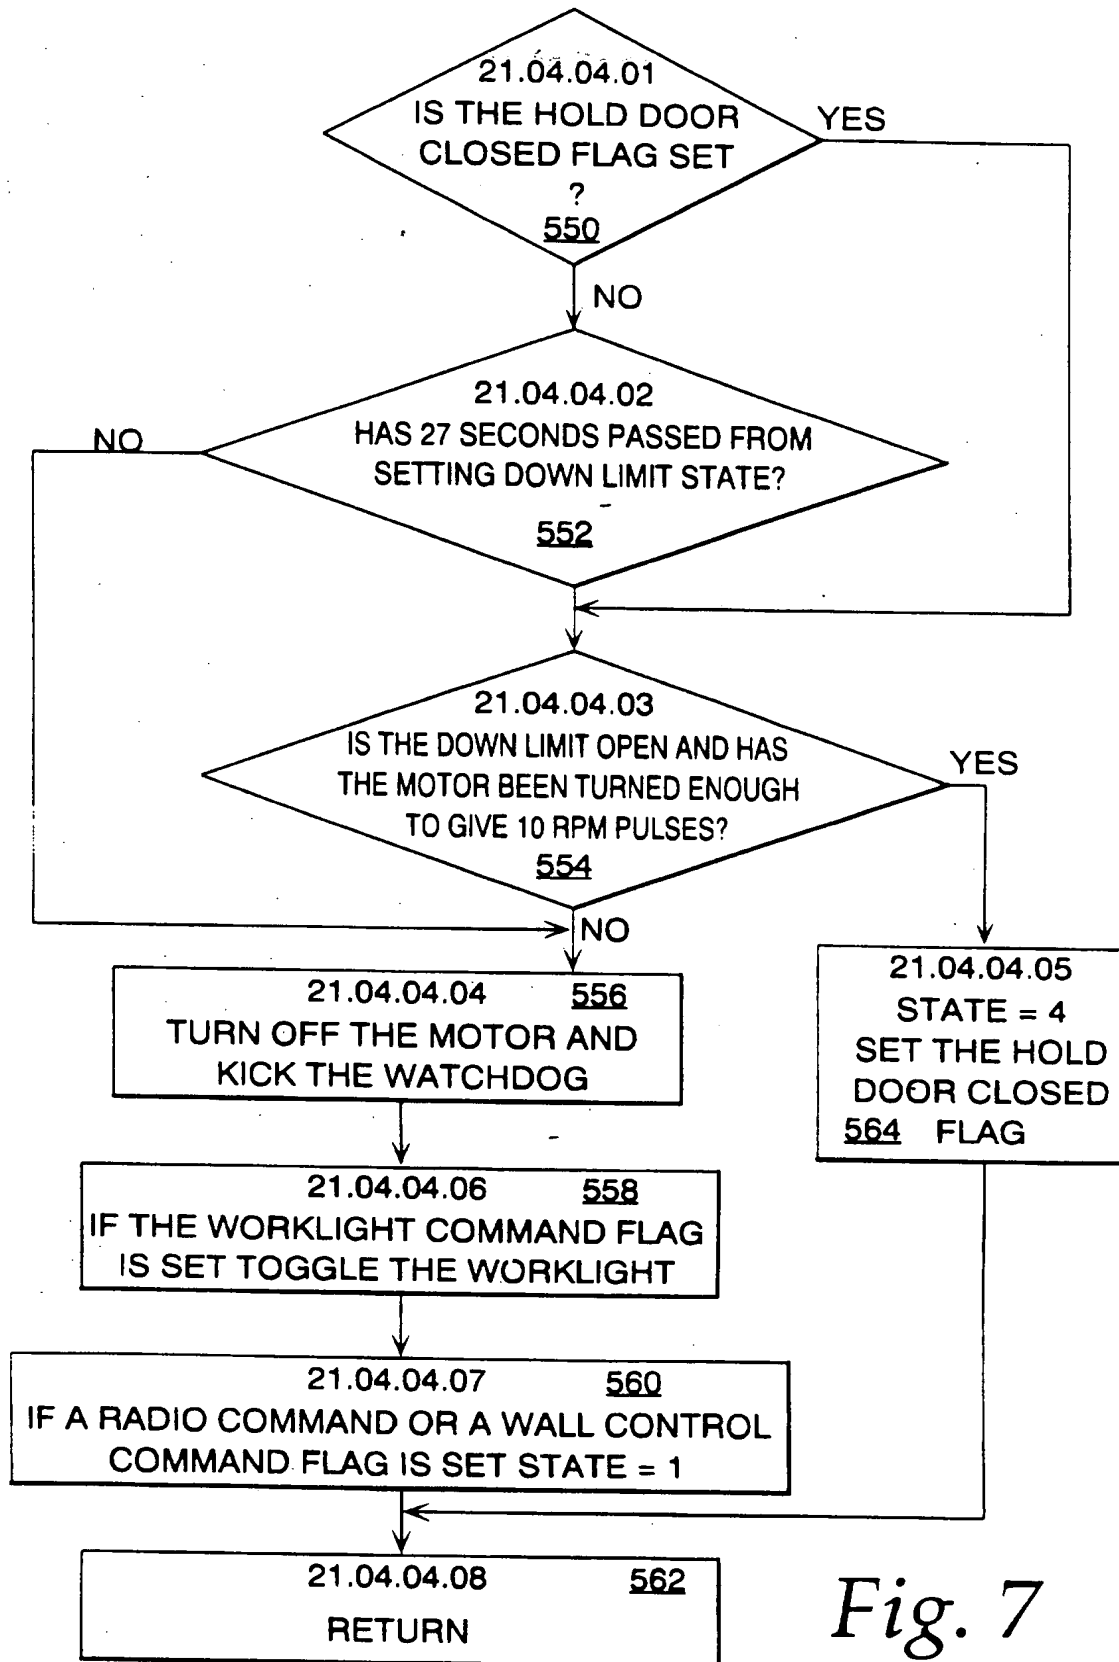 21.04.04.01
IS THE HOLD DOOR
CLOSED FLAG SET
?
550
YES
NO
21.04.04.02
HAS 27 SECONDS PASSED FROM
SETTING DOWN LIMIT STATE?
552
NO
21.04.04.03
IS THE DOWN LIMIT OPEN AND HAS
THE MOTOR BEEN TURNED ENOUGH
TO GIVE 10 RPM PULSES?
554
YES
NO
21.04.04.04 556
TURN OFF THE MOTOR AND
KICK THE WATCHDOG
21.04.04.05
STATE = 4
SET THE HOLD
DOOR CLOSED
564 FLAG
21.04.04.06 558
IF THE WORKLIGHT COMMAND FLAG
IS SET TOGGLE THE WORKLIGHT
21.04.04.07 560
IF A RADIO COMMAND OR A WALL CONTROL
COMMAND FLAG IS SET STATE = 1
21.04.04.08 562
RETURN
Fig. 7